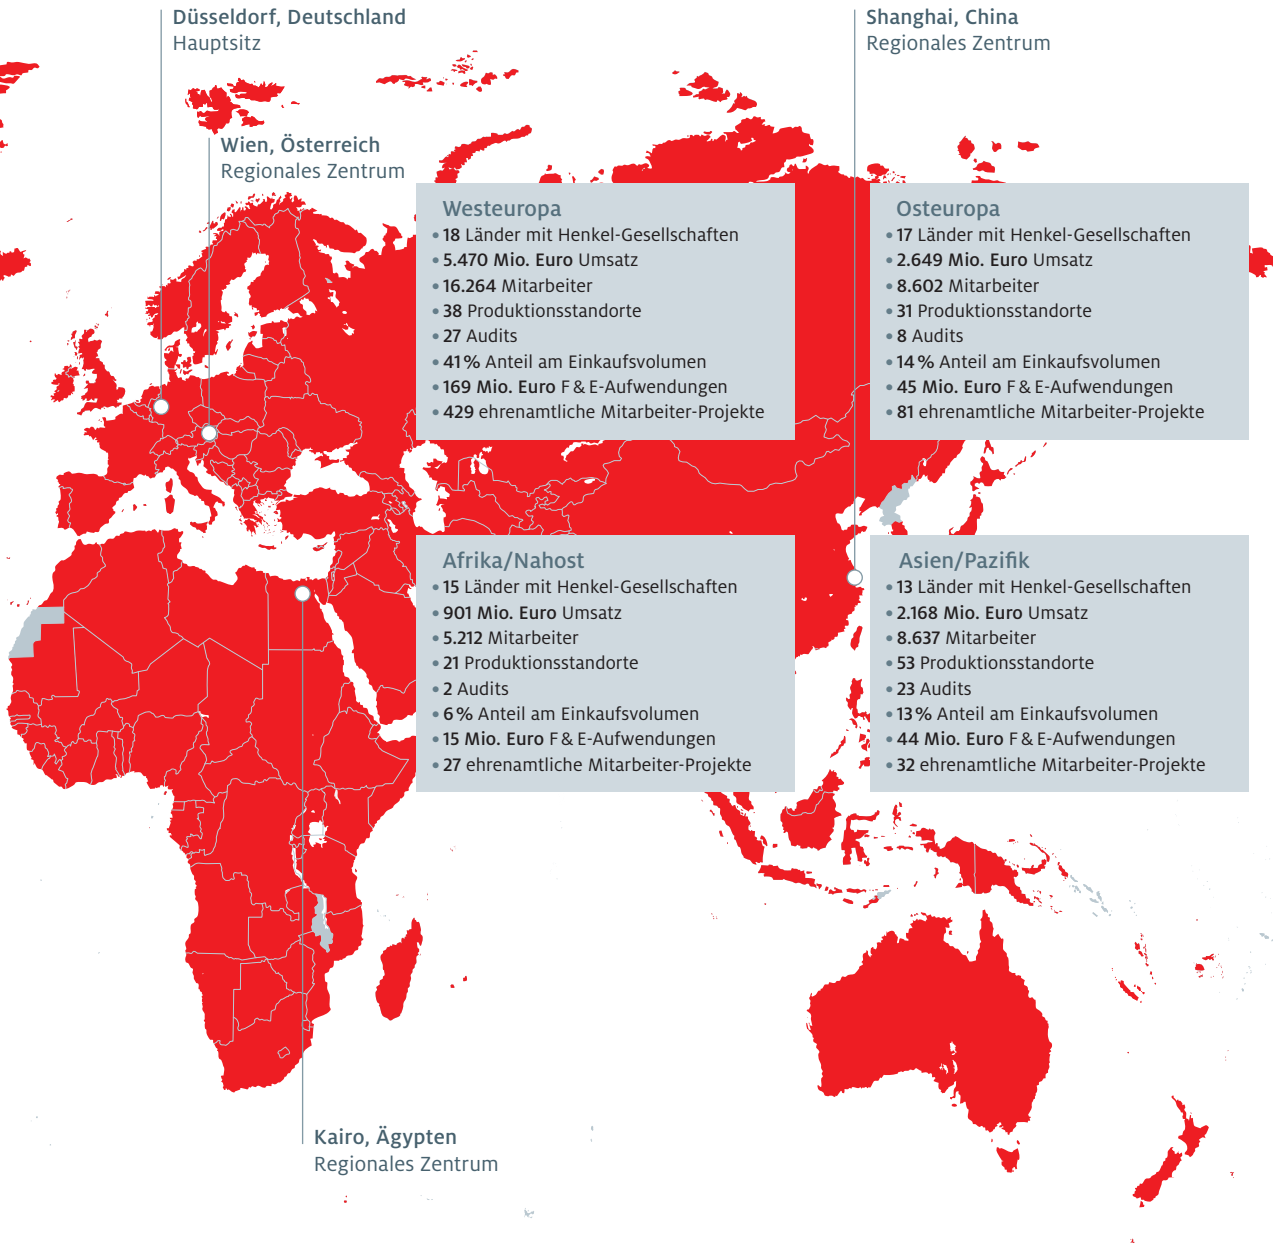 Düsseldorf, Deutschland
Hauptsitz
Shanghai, China
Regionales Zentrum
Wien, Österreich
Regionales Zentrum
Westeuropa
• 18 Länder mit Henkel-Gesellschaften
• 5.470 Mio. Euro Umsatz
• 16.264 Mitarbeiter
• 38 Produktionsstandorte
• 27 Audits
• 41 % Anteil am Einkaufsvolumen
• 169 Mio. Euro F & E-Aufwendungen
• 429 ehrenamtliche Mitarbeiter-Projekte
Osteuropa
• 17 Länder mit Henkel-Gesellschaften
• 2.649 Mio. Euro Umsatz
• 8.602 Mitarbeiter
• 31 Produktionsstandorte
• 8 Audits
• 14 % Anteil am Einkaufsvolumen
• 45 Mio. Euro F & E-Aufwendungen
• 81 ehrenamtliche Mitarbeiter-Projekte
Afrika/Nahost
• 15 Länder mit Henkel-Gesellschaften
• 901 Mio. Euro Umsatz
• 5.212 Mitarbeiter
• 21 Produktionsstandorte
• 2 Audits
• 6 % Anteil am Einkaufsvolumen
• 15 Mio. Euro F & E-Aufwendungen
• 27 ehrenamtliche Mitarbeiter-Projekte
Asien/Pazifik
• 13 Länder mit Henkel-Gesellschaften
• 2.168 Mio. Euro Umsatz
• 8.637 Mitarbeiter
• 53 Produktionsstandorte
• 23 Audits
• 13 % Anteil am Einkaufsvolumen
• 44 Mio. Euro F & E-Aufwendungen
• 32 ehrenamtliche Mitarbeiter-Projekte
Kairo, Ägypten
Regionales Zentrum